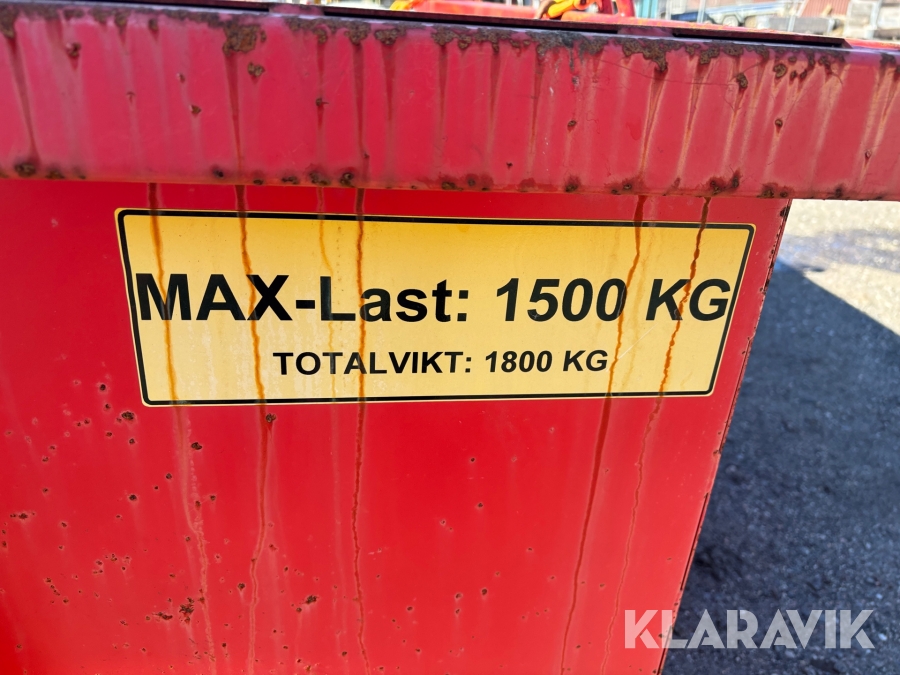 MAX-Last: 1500 KG
TOTALVIKT: 1800 KG
KLARAVIK